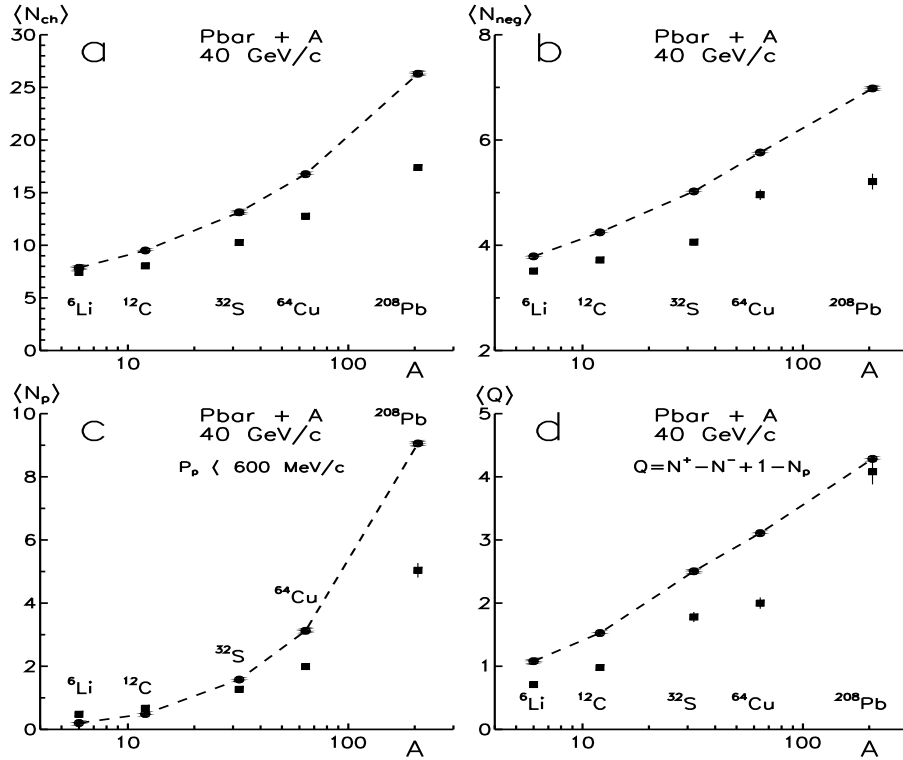 ⟨N_ch⟩
a
Pbar + A
40 GeV/c
30
25
20
15
10
5
0
⁶Li ¹²C ³²S ⁶⁴Cu ²⁰⁸Pb
10 100
A
⟨N_neg⟩
b
Pbar + A
40 GeV/c
8
6
4
2
⁶Li ¹²C ³²S ⁶⁴Cu ²⁰⁸Pb
10 100
A
⟨N_p⟩
c
Pbar + A
40 GeV/c
P_p < 600 MeV/c
²⁰⁸Pb
10
8
6
4
2
0
⁶⁴Cu
³²S
⁶Li ¹²C
10 100
A
⟨Q⟩
d
Pbar + A
40 GeV/c
Q=N⁺−N⁻+1−N_p
5
4
3
2
1
0
⁶Li ¹²C ³²S ⁶⁴Cu ²⁰⁸Pb
10 100
A